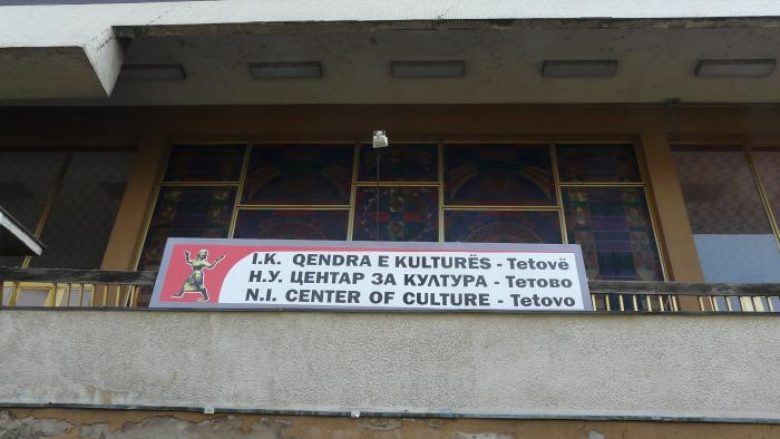 I.K. QENDRA E KULTURËS - Tetovë
Н.У. ЦЕНТАР ЗА КУЛТУРА - Тетово
N.I. CENTER OF CULTURE - Tetovo